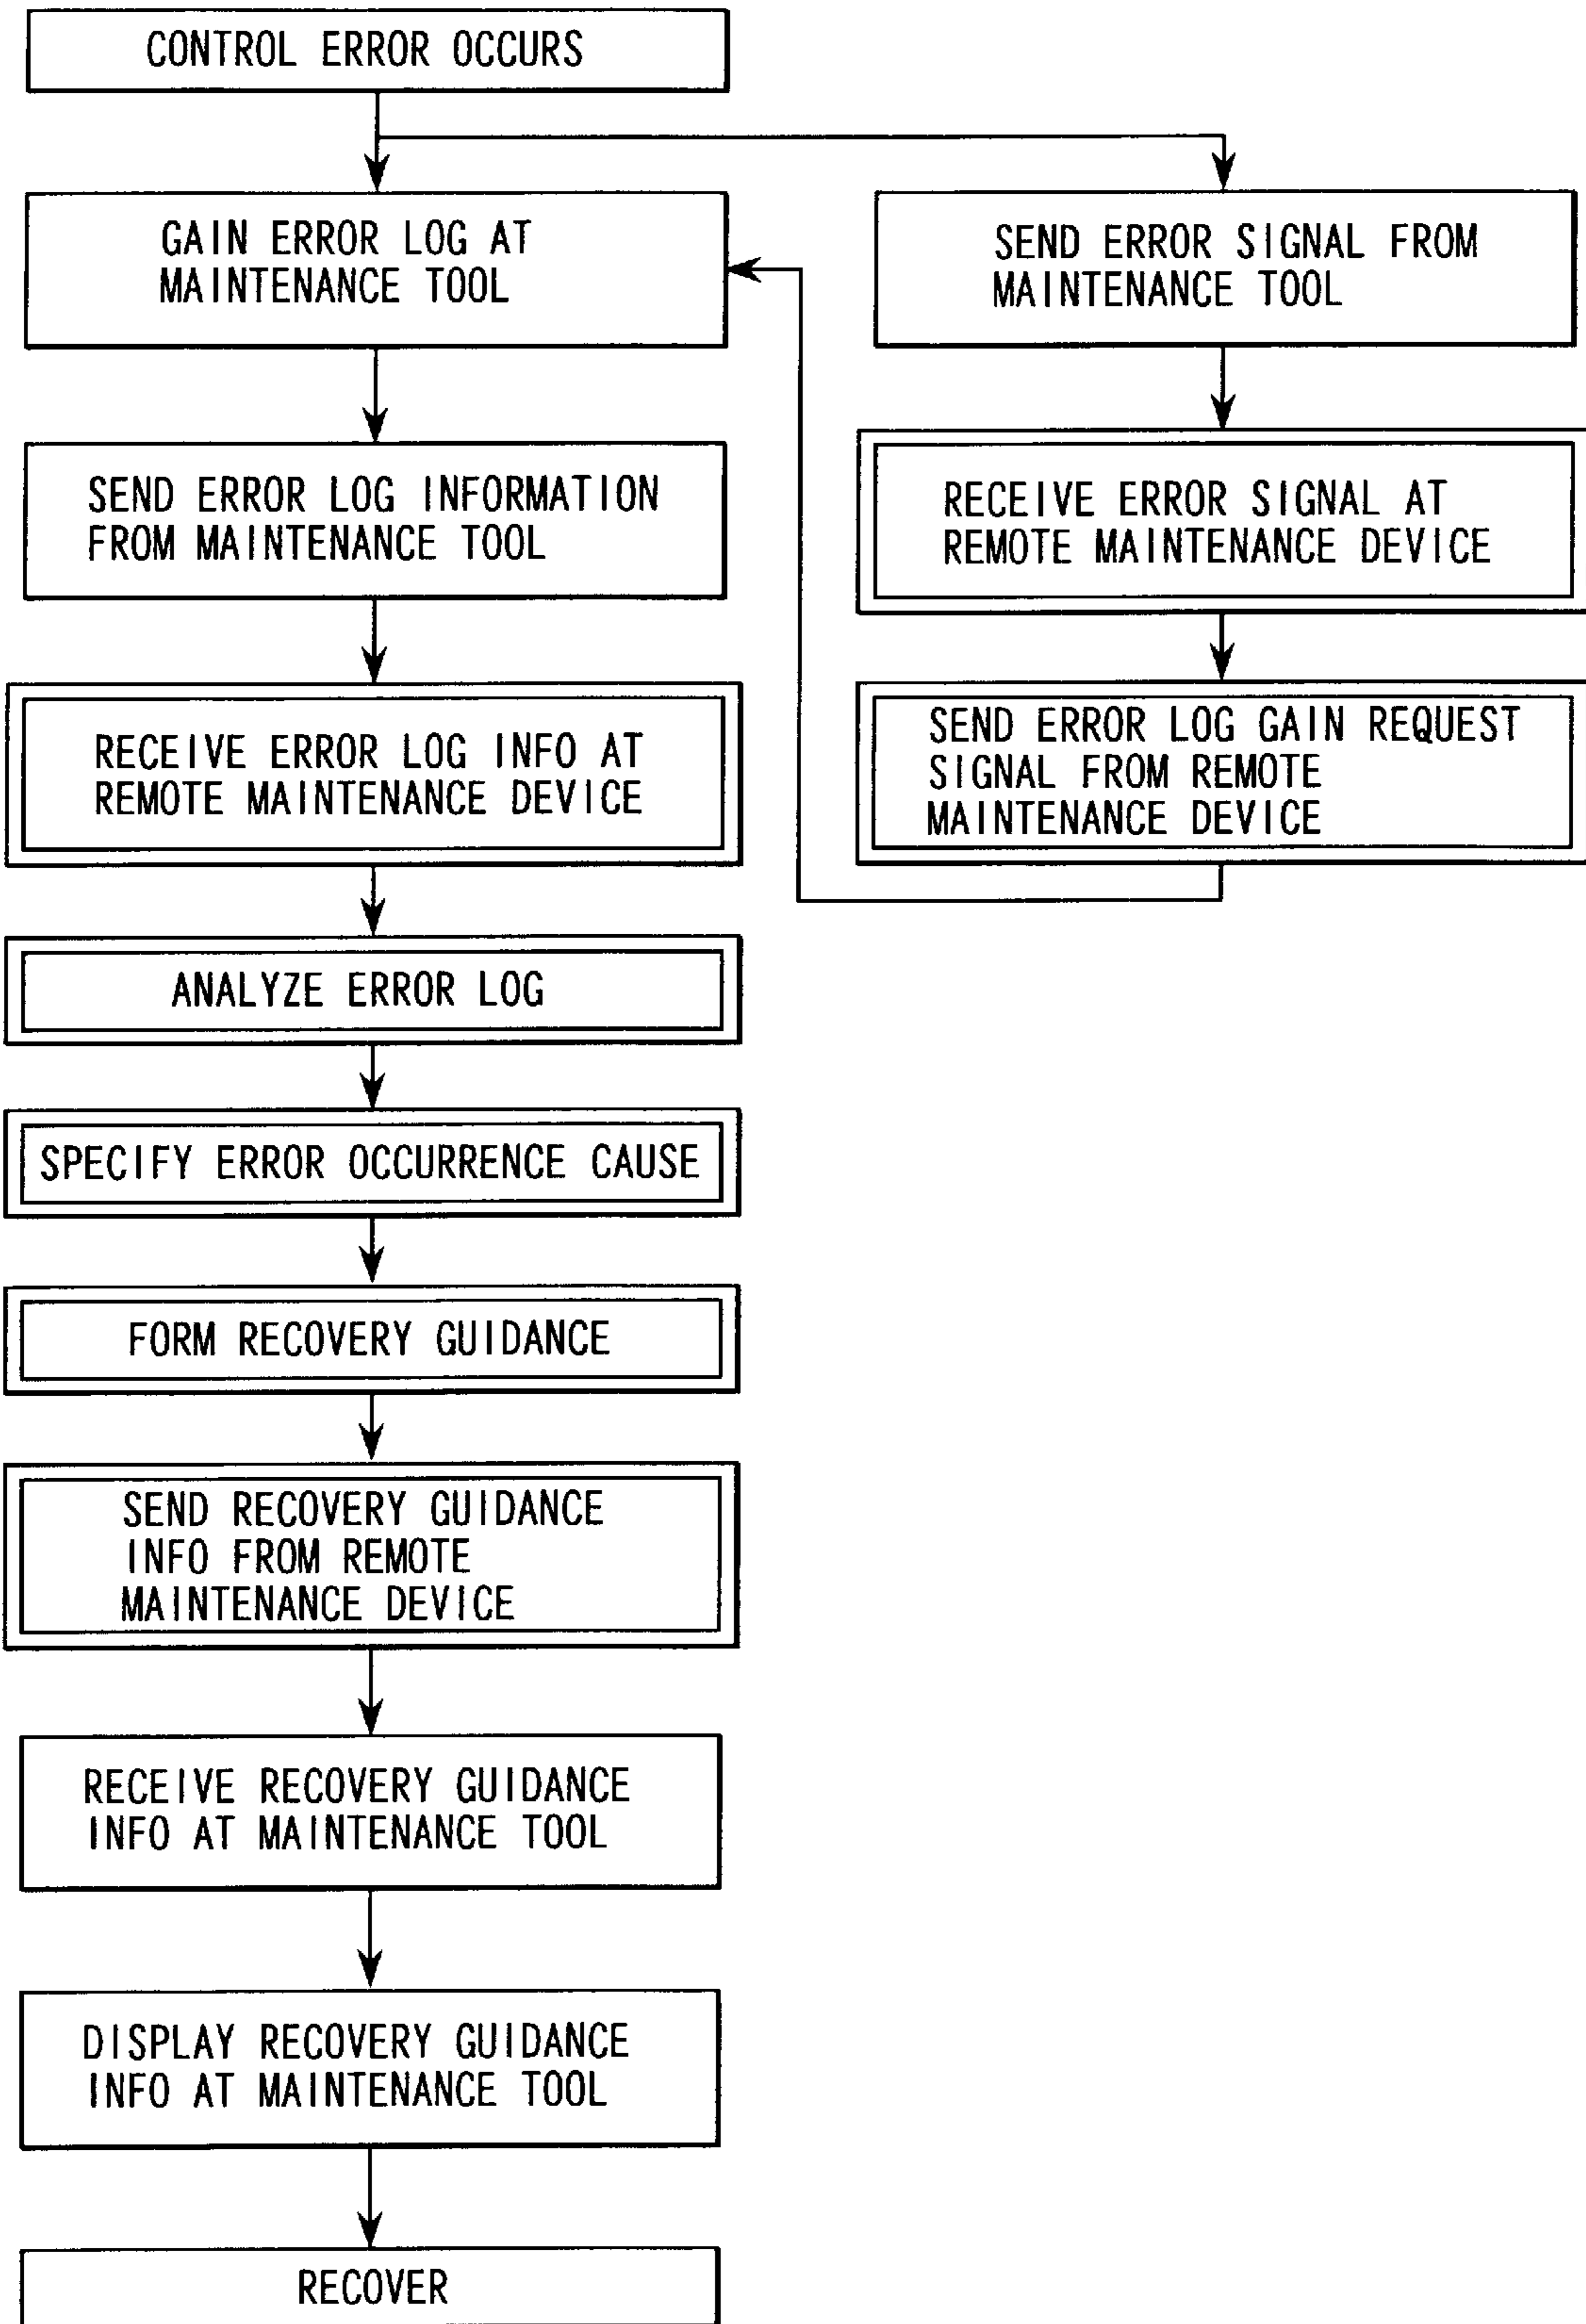 CONTROL ERROR OCCURS
GAIN ERROR LOG AT
MAINTENANCE TOOL
SEND ERROR SIGNAL FROM
MAINTENANCE TOOL
SEND ERROR LOG INFORMATION
FROM MAINTENANCE TOOL
RECEIVE ERROR SIGNAL AT
REMOTE MAINTENANCE DEVICE
RECEIVE ERROR LOG INFO AT
REMOTE MAINTENANCE DEVICE
SEND ERROR LOG GAIN REQUEST
SIGNAL FROM REMOTE
MAINTENANCE DEVICE
ANALYZE ERROR LOG
SPECIFY ERROR OCCURRENCE CAUSE
FORM RECOVERY GUIDANCE
SEND RECOVERY GUIDANCE
INFO FROM REMOTE
MAINTENANCE DEVICE
RECEIVE RECOVERY GUIDANCE
INFO AT MAINTENANCE TOOL
DISPLAY RECOVERY GUIDANCE
INFO AT MAINTENANCE TOOL
RECOVER